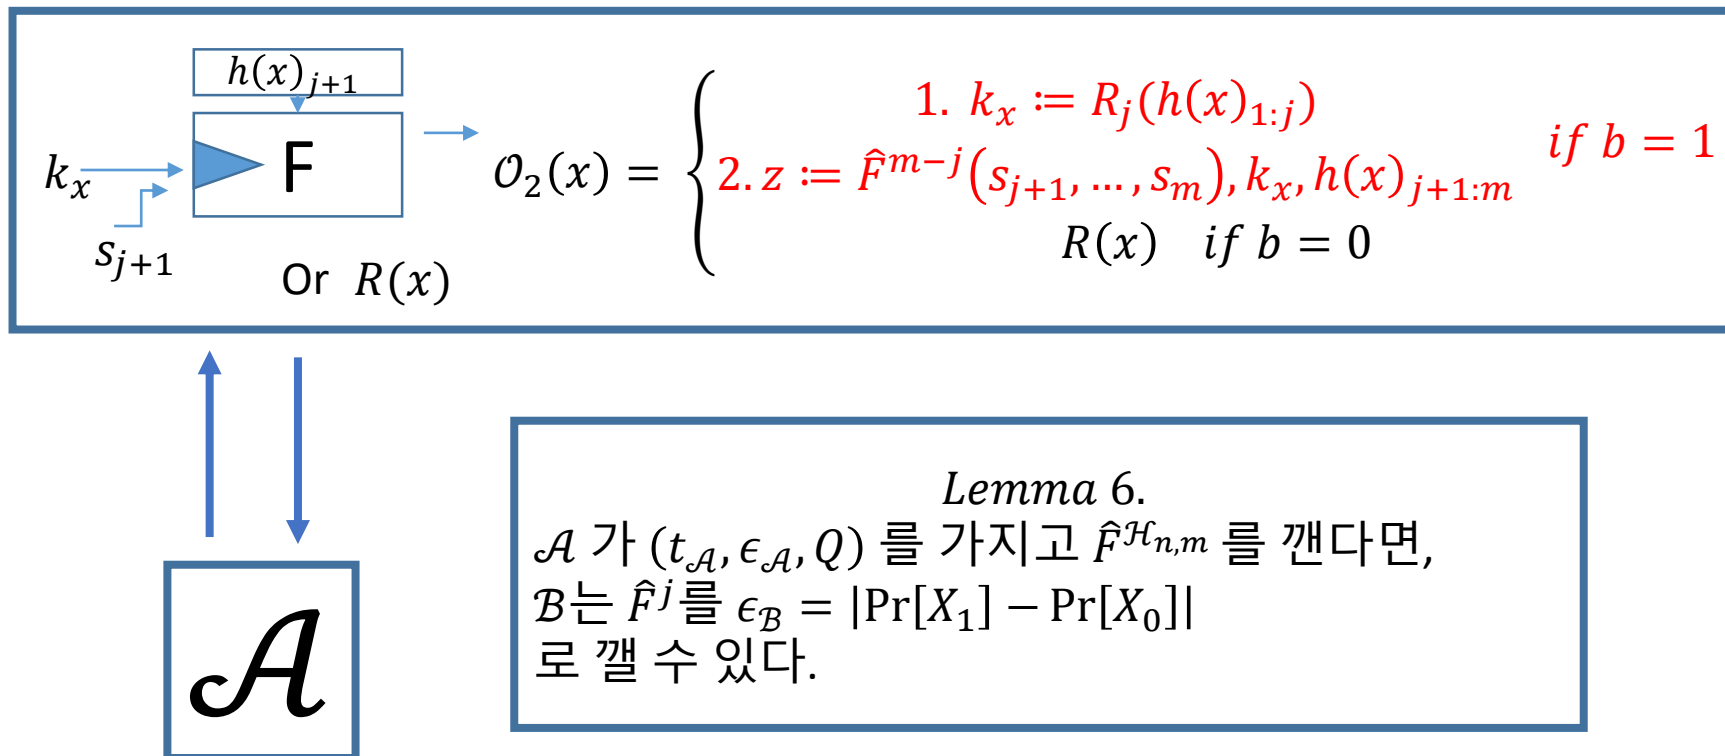 h(x)_{j+1}
F
k_x
s_{j+1}
Or R(x)
𝒪_2(x) = {
1. k_x ≔ R_j(h(x)_{1:j})
2. z ≔ F̂^{m−j}(s_{j+1}, … , s_m), k_x, h(x)_{j+1:m}
if b = 1
R(x) if b = 0
𝒜
Lemma 6.
𝒜 가 (t_𝒜, ϵ_𝒜, Q) 를 가지고 F̂^{ℋ_{n,m}} 를 깬다면,
ℬ는 F̂^j를 ϵ_ℬ = |Pr[X_1] − Pr[X_0]|
로 깰 수 있다.